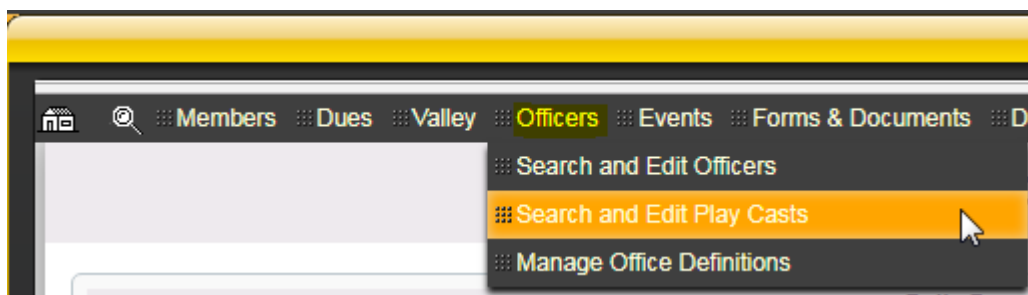 Members Dues Valley Officers Events Forms & Documents D
Search and Edit Officers
Search and Edit Play Casts
Manage Office Definitions